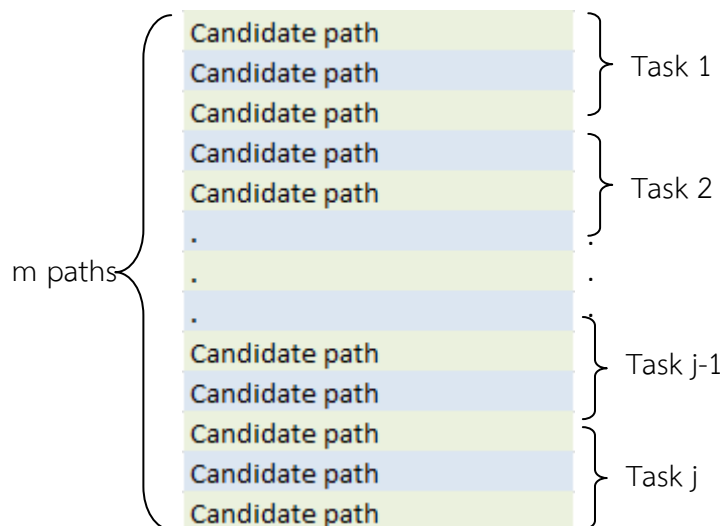 Candidate path
Candidate path
Candidate path
Task 1
Candidate path
Candidate path
Task 2
. .
m paths
. .
. .
Candidate path
Candidate path
Task j-1
Candidate path
Candidate path
Candidate path
Task j